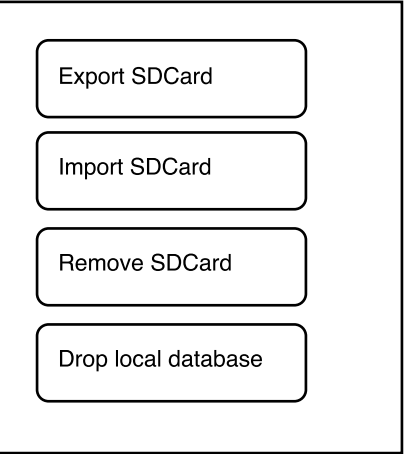 Export SDCard
Import SDCard
Remove SDCard
Drop local database